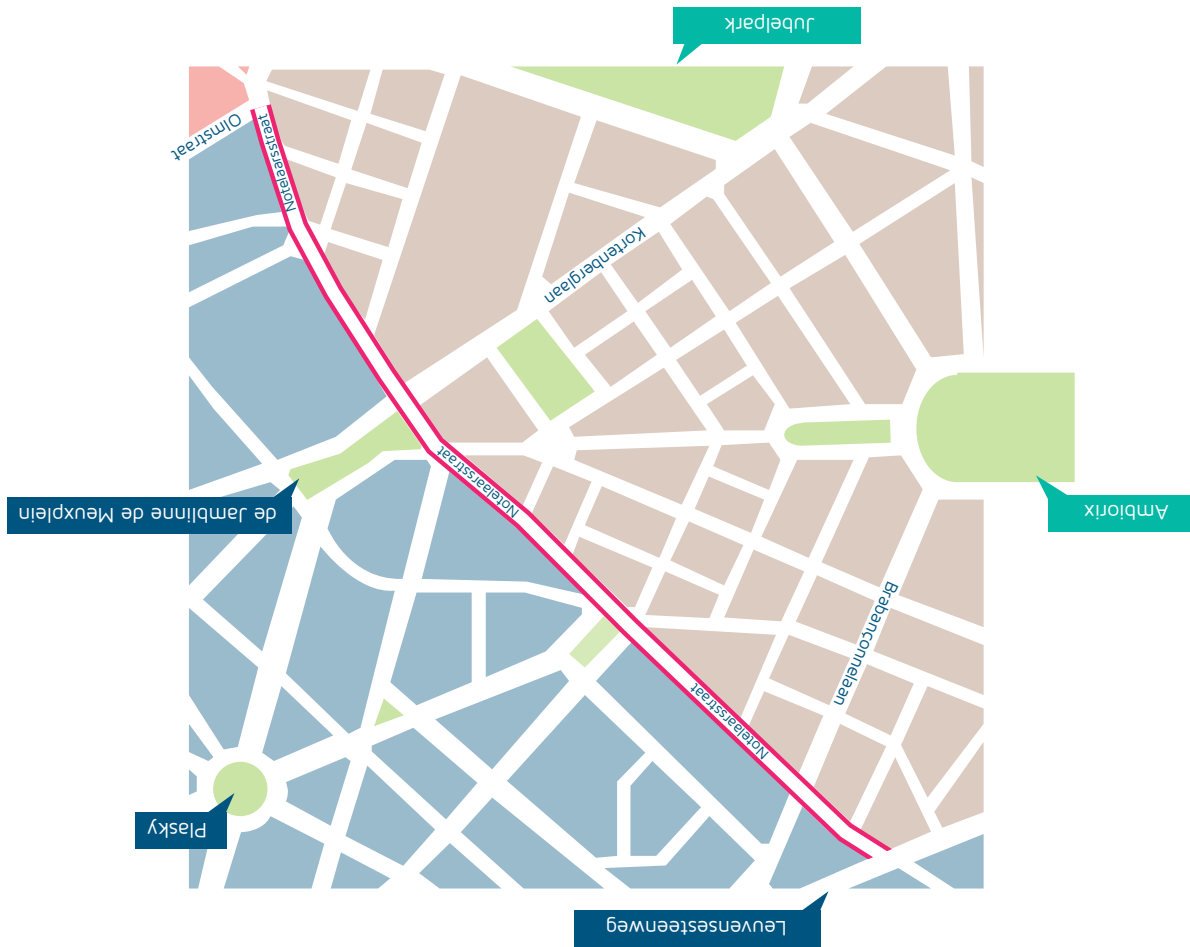 Leuvensesteenweg
Plasky
Notelaarsstraat
Brabançonnelaan
Ambiorix
de Jamblinne de Meuxplein
Notelaarsstraat
Kortenberglaan
Notelaarsstraat
Olmstraat
Jubelpark